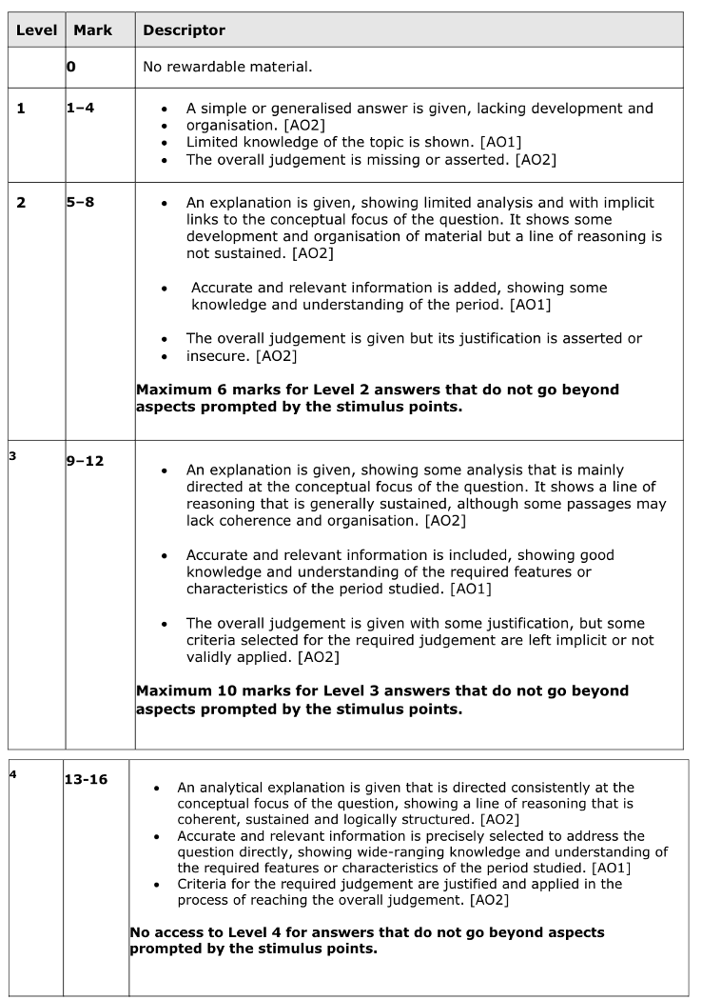 Level Mark Descriptor
0 No rewardable material.
1 1–4 • A simple or generalised answer is given, lacking development and
• organisation. [AO2]
• Limited knowledge of the topic is shown. [AO1]
• The overall judgement is missing or asserted. [AO2]
2 5–8 • An explanation is given, showing limited analysis and with implicit
links to the conceptual focus of the question. It shows some
development and organisation of material but a line of reasoning is
not sustained. [AO2]
• Accurate and relevant information is added, showing some
knowledge and understanding of the period. [AO1]
• The overall judgement is given but its justification is asserted or
• insecure. [AO2]
Maximum 6 marks for Level 2 answers that do not go beyond
aspects prompted by the stimulus points.
3 9–12 • An explanation is given, showing some analysis that is mainly
directed at the conceptual focus of the question. It shows a line of
reasoning that is generally sustained, although some passages may
lack coherence and organisation. [AO2]
• Accurate and relevant information is included, showing good
knowledge and understanding of the required features or
characteristics of the period studied. [AO1]
• The overall judgement is given with some justification, but some
criteria selected for the required judgement are left implicit or not
validly applied. [AO2]
Maximum 10 marks for Level 3 answers that do not go beyond
aspects prompted by the stimulus points.
4 13-16 • An analytical explanation is given that is directed consistently at the
conceptual focus of the question, showing a line of reasoning that is
coherent, sustained and logically structured. [AO2]
• Accurate and relevant information is precisely selected to address the
question directly, showing wide-ranging knowledge and understanding of
the required features or characteristics of the period studied. [AO1]
• Criteria for the required judgement are justified and applied in the
process of reaching the overall judgement. [AO2]
No access to Level 4 for answers that do not go beyond aspects
prompted by the stimulus points.